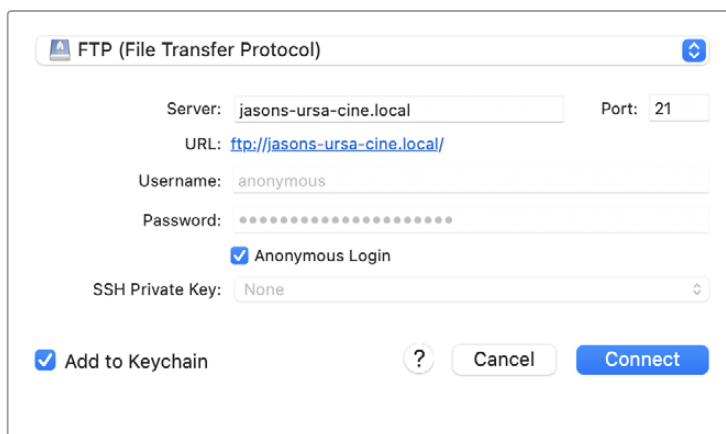 FTP (File Transfer Protocol)
Server: jasons-ursa-cine.local Port: 21
URL: ftp://jasons-ursa-cine.local/
Username: anonymous
Password: •••••••••••••••••••••
Anonymous Login
SSH Private Key: None
Add to Keychain ? Cancel Connect